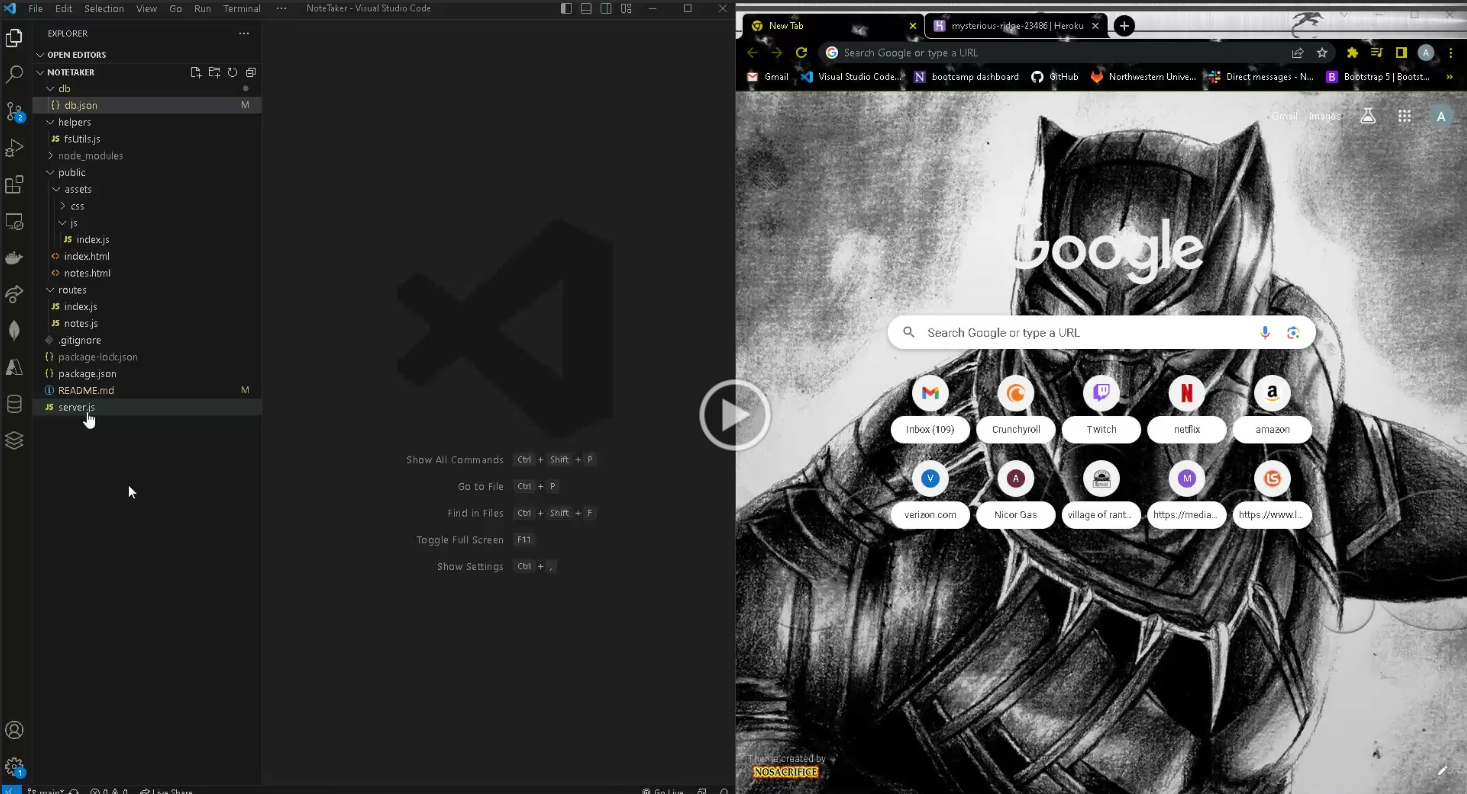 File Edit Selection View Go Run Terminal ··· NoteTaker - Visual Studio Code
EXPLORER
OPEN EDITORS
NOTETAKER
db
{} db.json M
helpers
JS fsUtils.js
node_modules
public
assets
css
js
JS index.js
<> index.html
<> notes.html
routes
JS index.js
JS notes.js
.gitignore
{} package-lock.json
{} package.json
README.md M
JS server.js
2
1
Show All Commands Ctrl + Shift + P
Go to File Ctrl + P
Find in Files Ctrl + Shift + F
Toggle Full Screen F11
Show Settings Ctrl + ,
main* 0 0 Live Share Go Live
New Tab mysterious-ridge-23486 | Heroku
Search Google or type a URL A
Gmail Visual Studio Code... bootcamp dashboard GitHub Northwestern Unive... Direct messages - N... Bootstrap 5 | Bootst... »
Gmail Images A
Google
Search Google or type a URL
Inbox (109) Crunchyroll Twitch netflix amazon
V A M
verizon.com Nicor Gas village of rant... https://media... https://www.l...
Theme created by
NOSACRIFICE